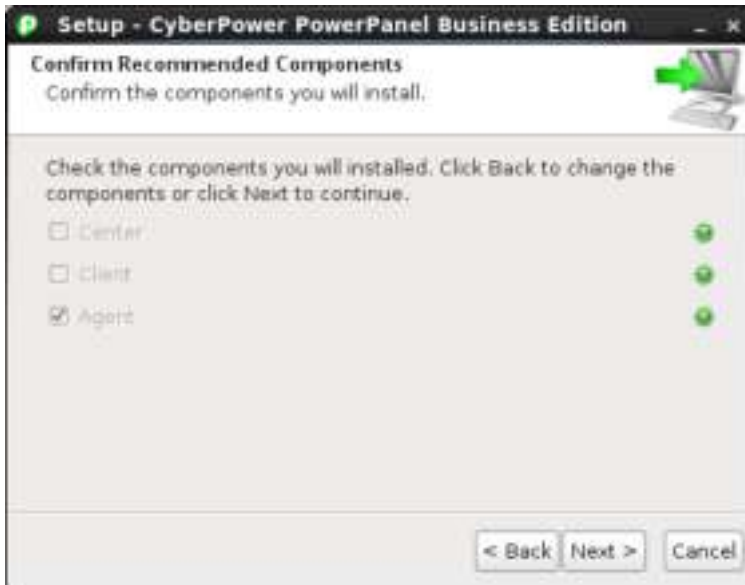 Setup - CyberPower PowerPanel Business Edition
Confirm Recommended Components
Confirm the components you will install.
Check the components you will installed. Click Back to change the
components or click Next to continue.
Center
Client
Agent
< Back
Next >
Cancel